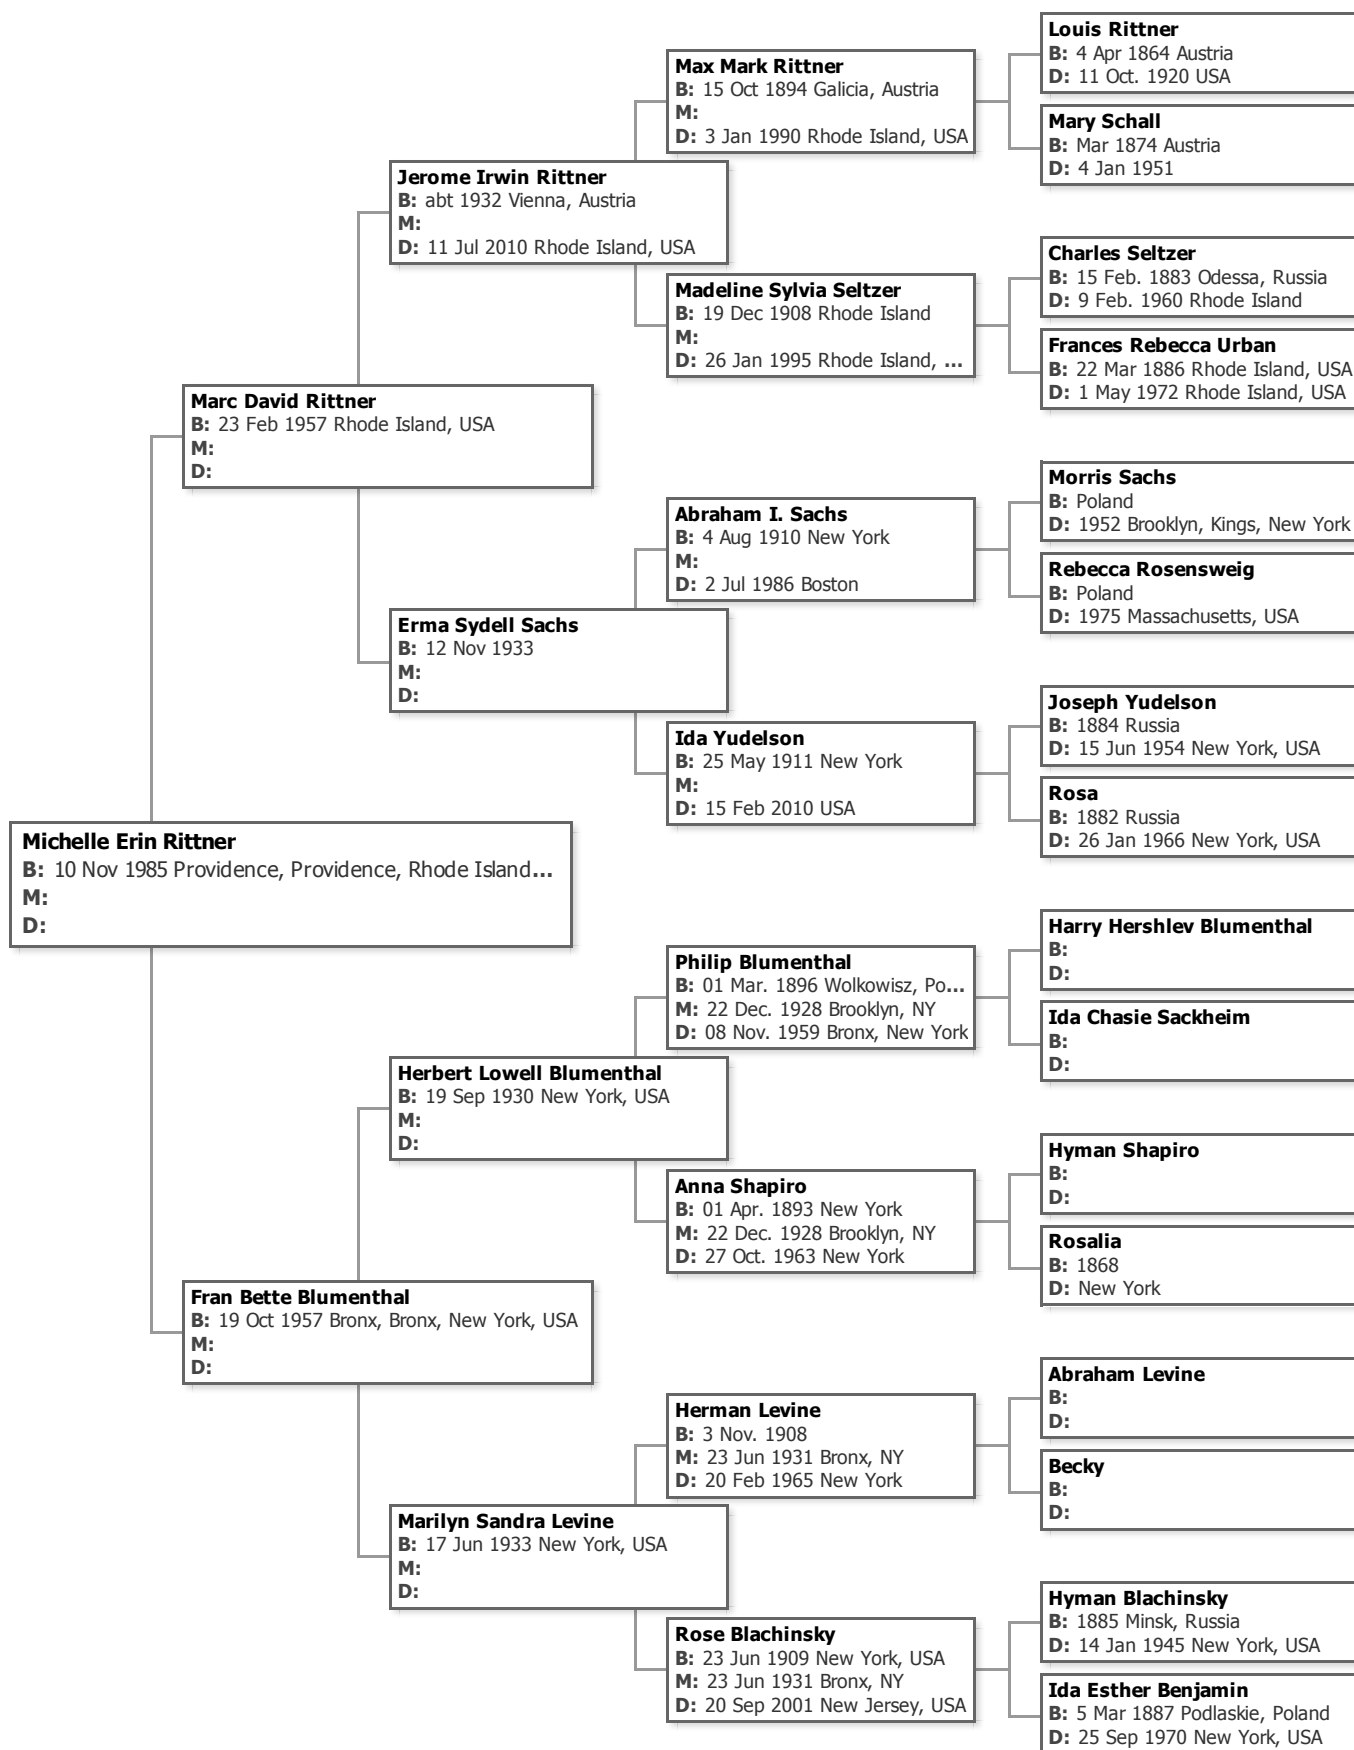 Louis Rittner
B: 4 Apr 1864 Austria
D: 11 Oct. 1920 USA
Max Mark Rittner
B: 15 Oct 1894 Galicia, Austria
M:
D: 3 Jan 1990 Rhode Island, USA
Mary Schall
B: Mar 1874 Austria
D: 4 Jan 1951
Jerome Irwin Rittner
B: abt 1932 Vienna, Austria
M:
D: 11 Jul 2010 Rhode Island, USA
Charles Seltzer
B: 15 Feb. 1883 Odessa, Russia
D: 9 Feb. 1960 Rhode Island
Madeline Sylvia Seltzer
B: 19 Dec 1908 Rhode Island
M:
D: 26 Jan 1995 Rhode Island, ...
Frances Rebecca Urban
B: 22 Mar 1886 Rhode Island, USA
D: 1 May 1972 Rhode Island, USA
Marc David Rittner
B: 23 Feb 1957 Rhode Island, USA
M:
D:
Morris Sachs
B: Poland
D: 1952 Brooklyn, Kings, New York
Abraham I. Sachs
B: 4 Aug 1910 New York
M:
D: 2 Jul 1986 Boston
Rebecca Rosensweig
B: Poland
D: 1975 Massachusetts, USA
Erma Sydell Sachs
B: 12 Nov 1933
M:
D:
Joseph Yudelson
B: 1884 Russia
D: 15 Jun 1954 New York, USA
Ida Yudelson
B: 25 May 1911 New York
M:
D: 15 Feb 2010 USA
Rosa
B: 1882 Russia
D: 26 Jan 1966 New York, USA
Michelle Erin Rittner
B: 10 Nov 1985 Providence, Providence, Rhode Island...
M:
D:
Harry Hershlev Blumenthal
B:
D:
Philip Blumenthal
B: 01 Mar. 1896 Wolkowisz, Po...
M: 22 Dec. 1928 Brooklyn, NY
D: 08 Nov. 1959 Bronx, New York
Ida Chasie Sackheim
B:
D:
Herbert Lowell Blumenthal
B: 19 Sep 1930 New York, USA
M:
D:
Hyman Shapiro
B:
D:
Anna Shapiro
B: 01 Apr. 1893 New York
M: 22 Dec. 1928 Brooklyn, NY
D: 27 Oct. 1963 New York
Rosalia
B: 1868
D: New York
Fran Bette Blumenthal
B: 19 Oct 1957 Bronx, Bronx, New York, USA
M:
D:
Abraham Levine
B:
D:
Herman Levine
B: 3 Nov. 1908
M: 23 Jun 1931 Bronx, NY
D: 20 Feb 1965 New York
Becky
B:
D:
Marilyn Sandra Levine
B: 17 Jun 1933 New York, USA
M:
D:
Hyman Blachinsky
B: 1885 Minsk, Russia
D: 14 Jan 1945 New York, USA
Rose Blachinsky
B: 23 Jun 1909 New York, USA
M: 23 Jun 1931 Bronx, NY
D: 20 Sep 2001 New Jersey, USA
Ida Esther Benjamin
B: 5 Mar 1887 Podlaskie, Poland
D: 25 Sep 1970 New York, USA